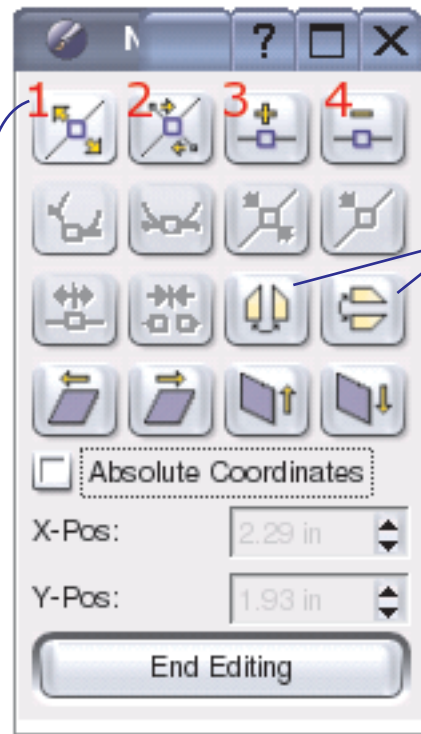 N ?
1 2 3 4
Absolute Coordinates
X-Pos: 2.29 in
Y-Pos: 1.93 in
End Editing